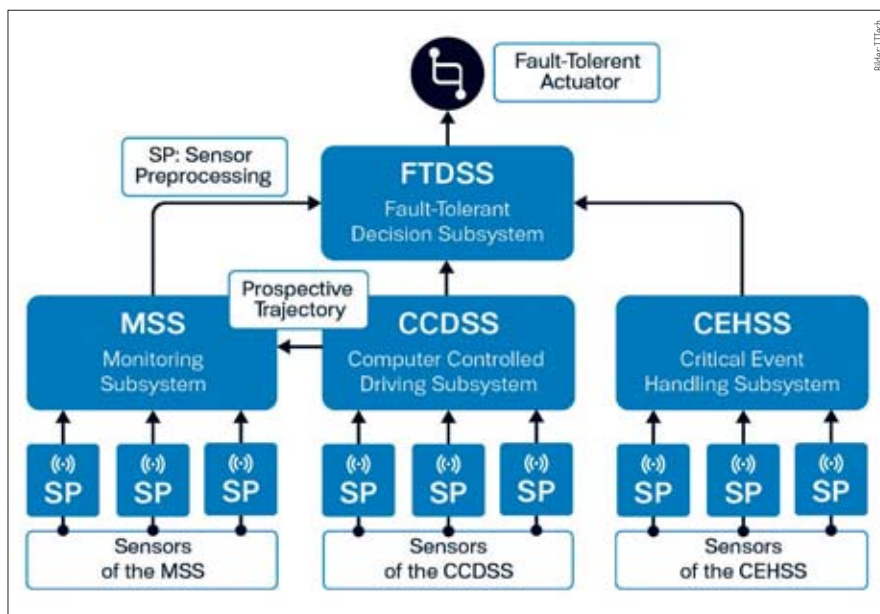 Bilder: TTTech
Fault-Tolerent
Actuator
SP: Sensor
Preprocessing
FTDSS
Fault-Tolerant
Decision Subsystem
Prospective
Trajectory
MSS
Monitoring
Subsystem
CCDSS
Computer Controlled
Driving Subsystem
CEHSS
Critical Event
Handling Subsystem
SP
SP
SP
SP
SP
SP
SP
SP
SP
Sensors
of the MSS
Sensors
of the CCDSS
Sensors
of the CEHSS